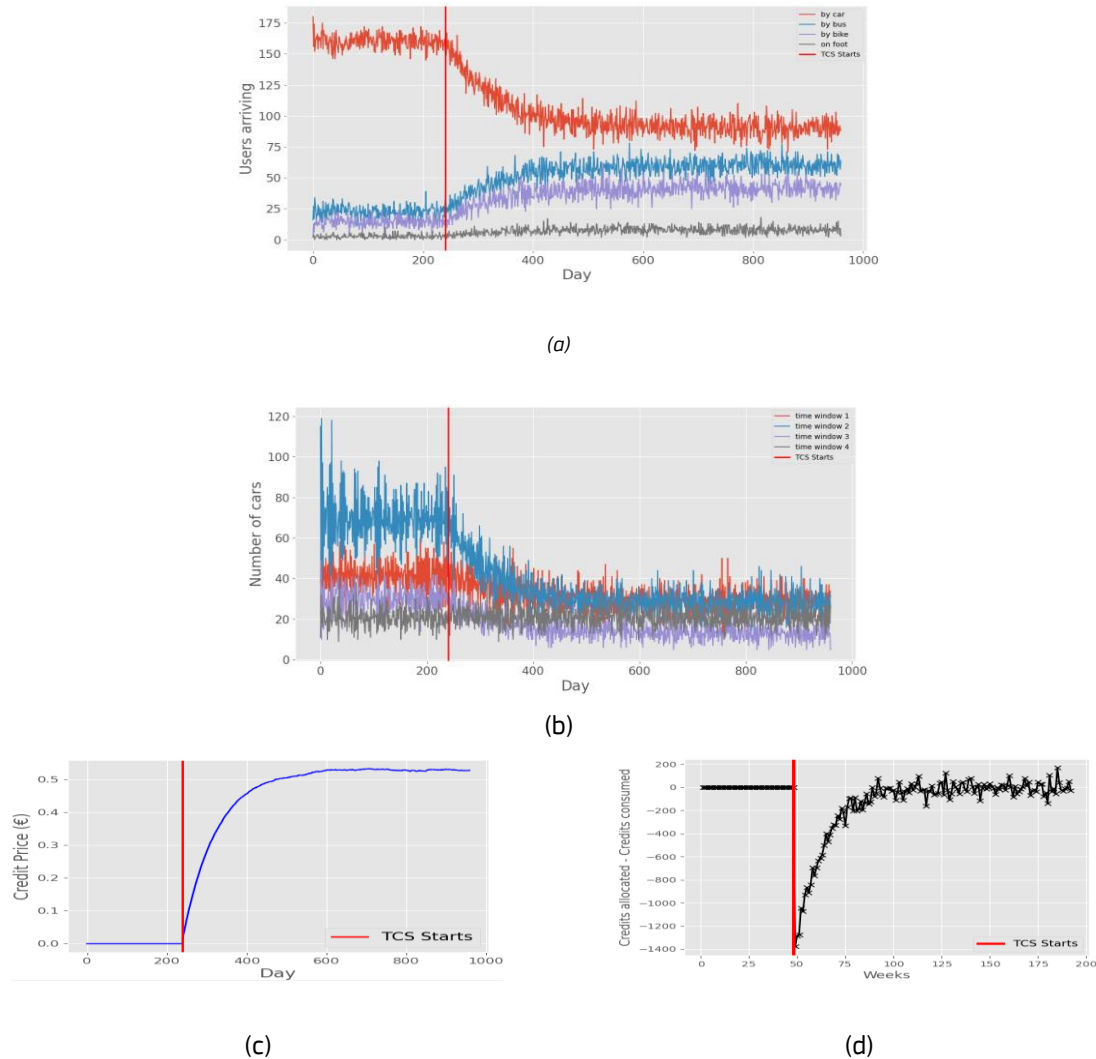 by car
by bus
by bike
on foot
TCS Starts
175
150
125
100
75
50
25
0
Users arriving
0 200 400 600 800 1000
Day
(a)
time window 1
time window 2
time window 3
time window 4
TCS Starts
120
100
80
60
40
20
0
Number of cars
0 200 400 600 800 1000
Day
(b)
0.5
0.4
0.3
0.2
0.1
0.0
Credit Price (€)
TCS Starts
0 200 400 600 800 1000
Day
(c)
200
0
−200
−400
−600
−800
−1000
−1200
−1400
Credits allocated - Credits consumed
TCS Starts
0 25 50 75 100 125 150 175 200
Weeks
(d)